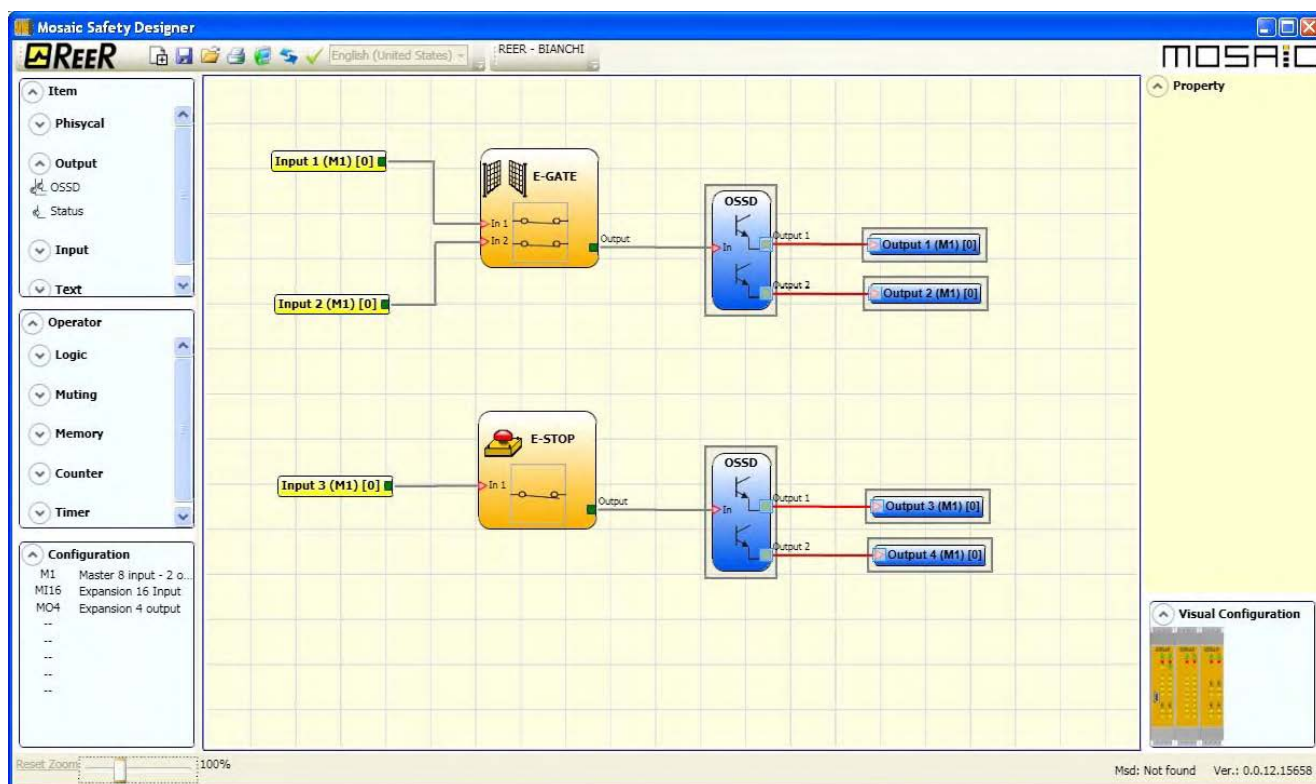 Mosaic Safety Designer
REER
English (United States)
REER - BIANCHI
MOSAIC
Item
Phisycal
Output
OSSD
Status
Input
Text
Operator
Logic
Muting
Memory
Counter
Timer
Configuration
M1 Master 8 input - 2 o...
MI16 Expansion 16 Input
MO4 Expansion 4 output
--
--
--
--
--
Input 1 (M1) [0]
Input 2 (M1) [0]
E-GATE
In 1
In 2
Output
OSSD
In
Output 1
Output 2
Output 1 (M1) [0]
Output 2 (M1) [0]
Input 3 (M1) [0]
E-STOP
In 1
Output
OSSD
In
Output 1
Output 2
Output 3 (M1) [0]
Output 4 (M1) [0]
Property
Visual Configuration
Reset Zoom
100%
Msd: Not found Ver.: 0.0.12.15658